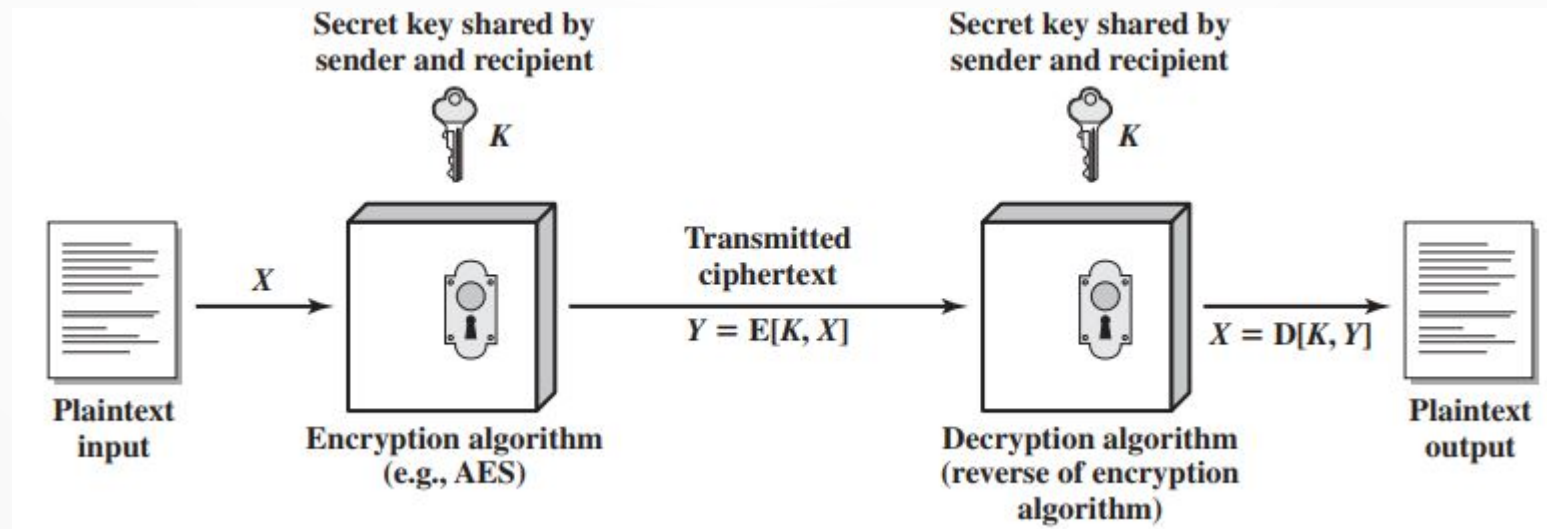 Secret key shared by
sender and recipient
K
Secret key shared by
sender and recipient
K
X
Transmitted
ciphertext
Y = E[K, X]
X = D[K, Y]
Plaintext
input
Encryption algorithm
(e.g., AES)
Decryption algorithm
(reverse of encryption
algorithm)
Plaintext
output